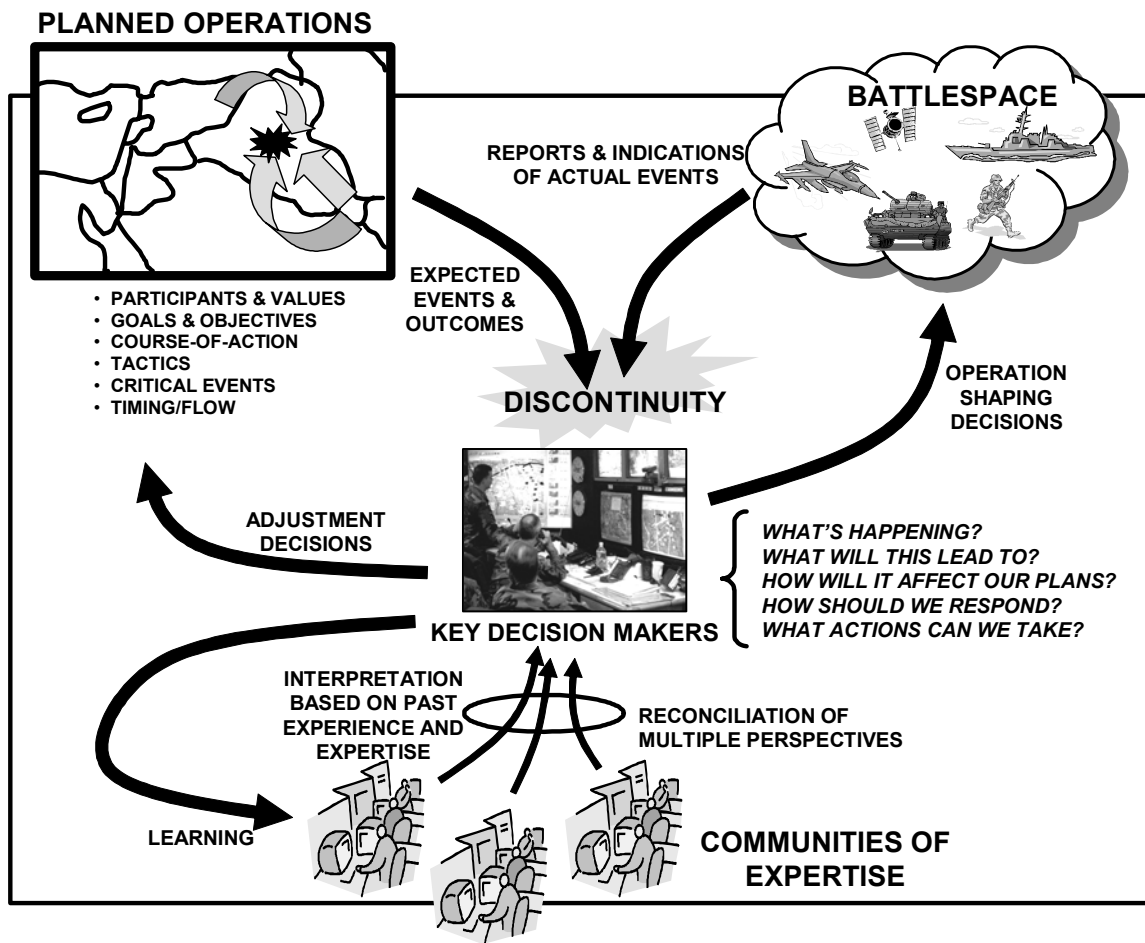 PLANNED OPERATIONS
BATTLESPACE
REPORTS & INDICATIONS
OF ACTUAL EVENTS
EXPECTED
EVENTS &
OUTCOMES
• PARTICIPANTS & VALUES
• GOALS & OBJECTIVES
• COURSE-OF-ACTION
• TACTICS
• CRITICAL EVENTS
• TIMING/FLOW
DISCONTINUITY
OPERATION
SHAPING
DECISIONS
ADJUSTMENT
DECISIONS
WHAT’S HAPPENING?
WHAT WILL THIS LEAD TO?
HOW WILL IT AFFECT OUR PLANS?
HOW SHOULD WE RESPOND?
WHAT ACTIONS CAN WE TAKE?
KEY DECISION MAKERS
INTERPRETATION
BASED ON PAST
EXPERIENCE AND
EXPERTISE
RECONCILIATION OF
MULTIPLE PERSPECTIVES
LEARNING
COMMUNITIES OF
EXPERTISE